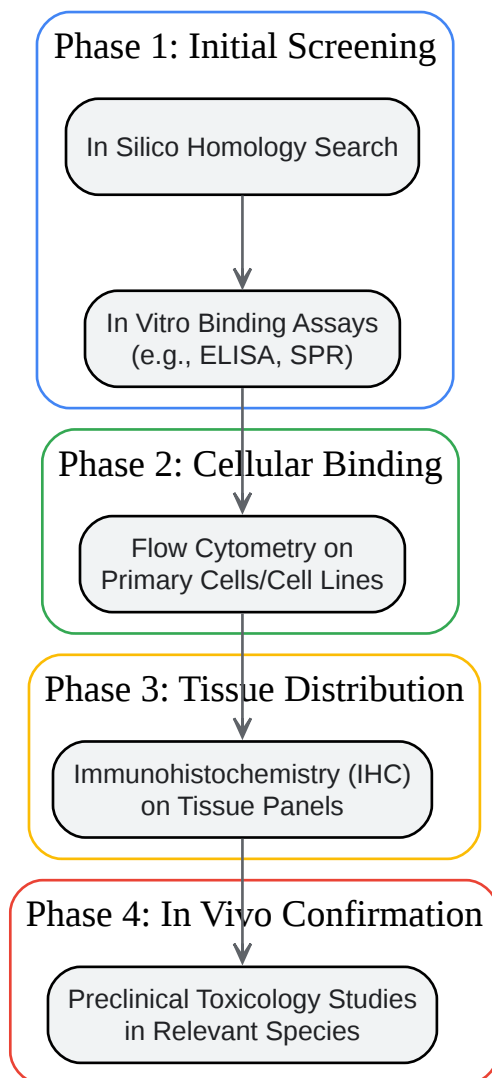 Phase 1: Initial Screening
In Silico Homology Search
In Vitro Binding Assays
(e.g., ELISA, SPR)
Phase 2: Cellular Binding
Flow Cytometry on
Primary Cells/Cell Lines
Phase 3: Tissue Distribution
Immunohistochemistry (IHC)
on Tissue Panels
Phase 4: In Vivo Confirmation
Preclinical Toxicology Studies
in Relevant Species